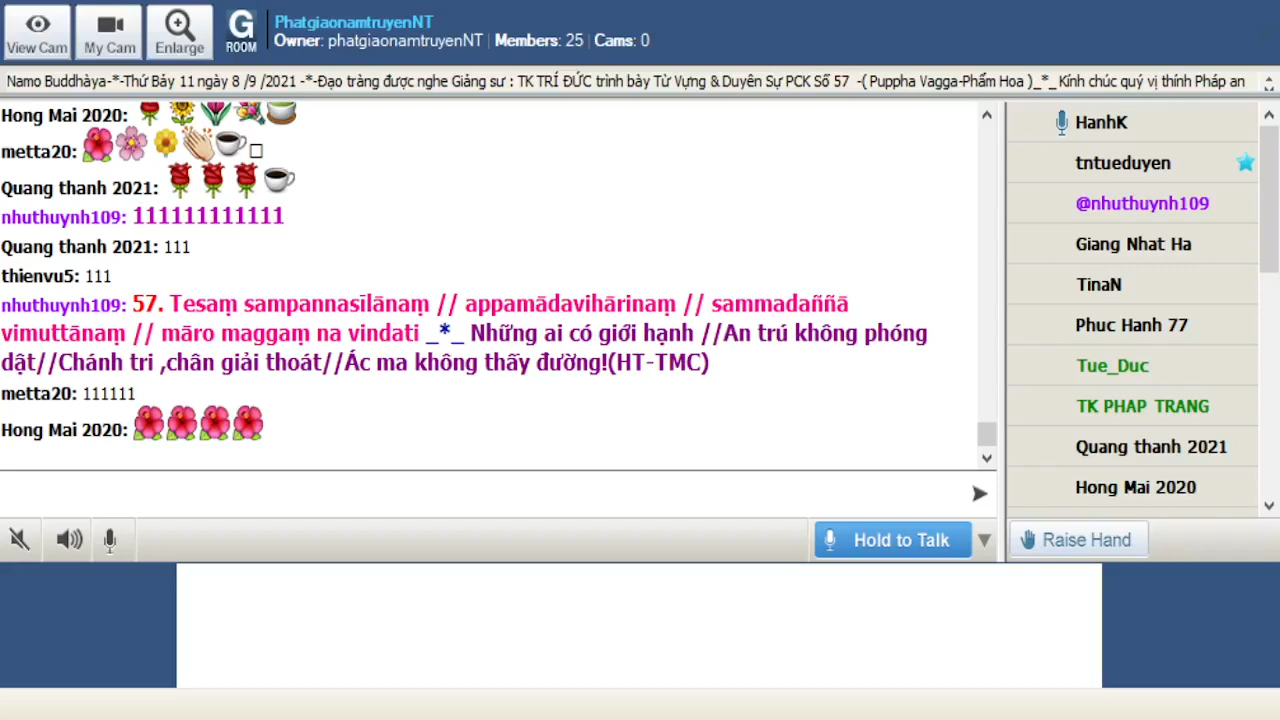 PhatgiaonamtruyenNT
View Cam My Cam Enlarge G ROOM Owner: phatgiaonamtruyenNT | Members: 25 | Cams: 0
Namo Buddhàya-*-Thứ Bảy 11 ngày 8 /9 /2021 -*-Đạo tràng được nghe Giảng sư : TK TRÍ ĐỨC trình bày Từ Vựng & Duyên Sự PCK Số 57 -( Puppha Vagga-Phẩm Hoa )_*_Kính chúc quý vị thính Pháp an
Hong Mai 2020:
metta20:
Quang thanh 2021:
nhuthuynh109: 111111111111
Quang thanh 2021: 111
thienvu5: 111
nhuthuynh109: 57. Tesaṃ sampannasīlānaṃ // appamādavihārinaṃ // sammadaññā
vimuttānaṃ // māro maggaṃ na vindati _*_ Những ai có giới hạnh //An trú không phóng
dật//Chánh tri ,chân giải thoát//Ác ma không thấy đường!(HT-TMC)
metta20: 111111
Hong Mai 2020:
HanhK
tntueduyen
@nhuthuynh109
Giang Nhat Ha
TinaN
Phuc Hanh 77
Tue_Duc
TK PHAP TRANG
Quang thanh 2021
Hong Mai 2020
Hold to Talk
Raise Hand